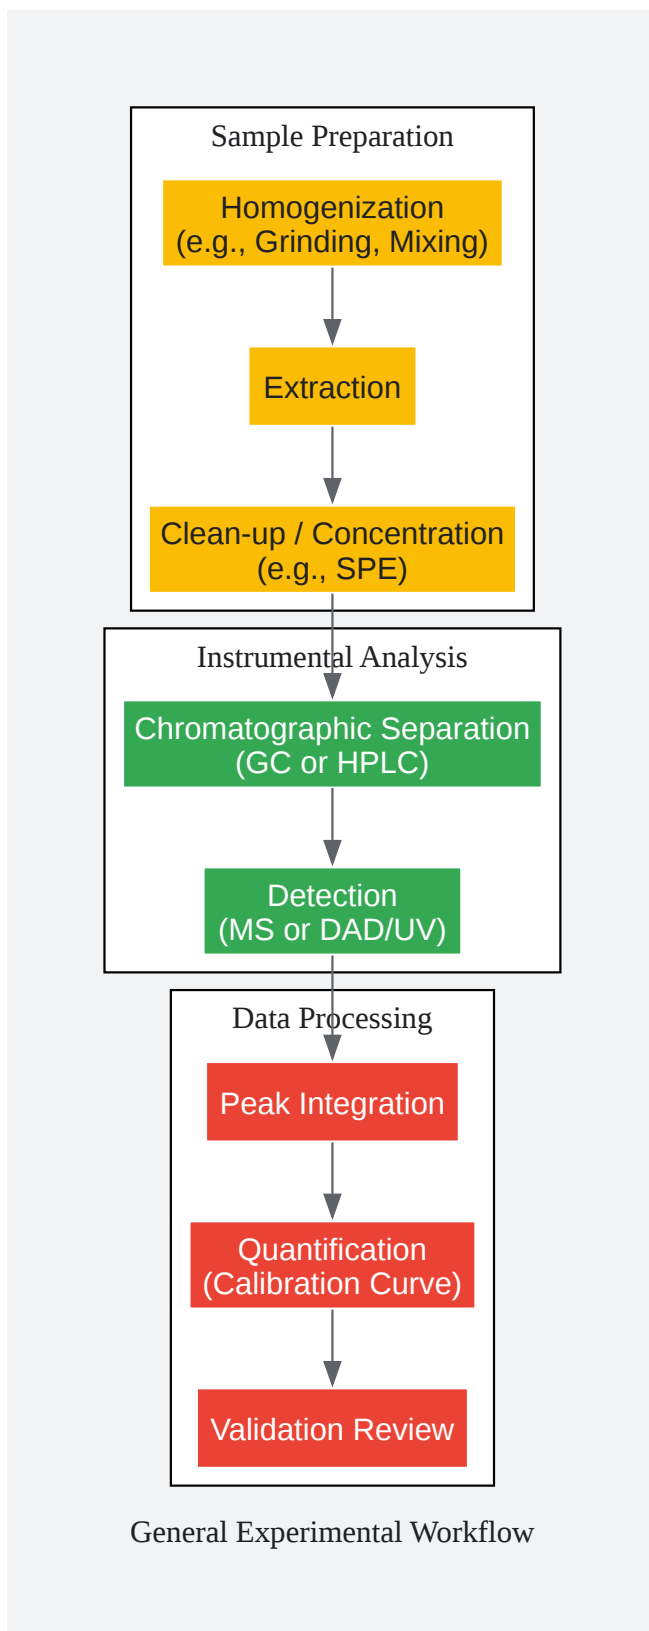 Sample Preparation
Homogenization
(e.g., Grinding, Mixing)
Extraction
Clean-up / Concentration
(e.g., SPE)
Instrumental Analysis
Chromatographic Separation
(GC or HPLC)
Detection
(MS or DAD/UV)
Data Processing
Peak Integration
Quantification
(Calibration Curve)
Validation Review
General Experimental Workflow